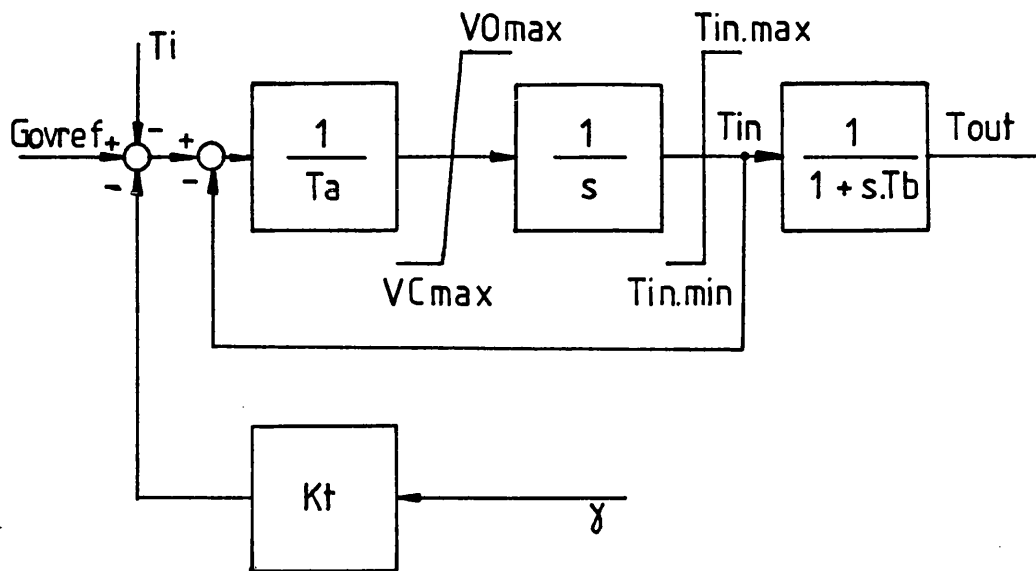 Ti
VOmax
Tin.max
Govref
+
-
+
-
-
1
Ta
1
s
Tin
1
1 + s.Tb
Tout
VCmax
Tin.min
Kt
γ